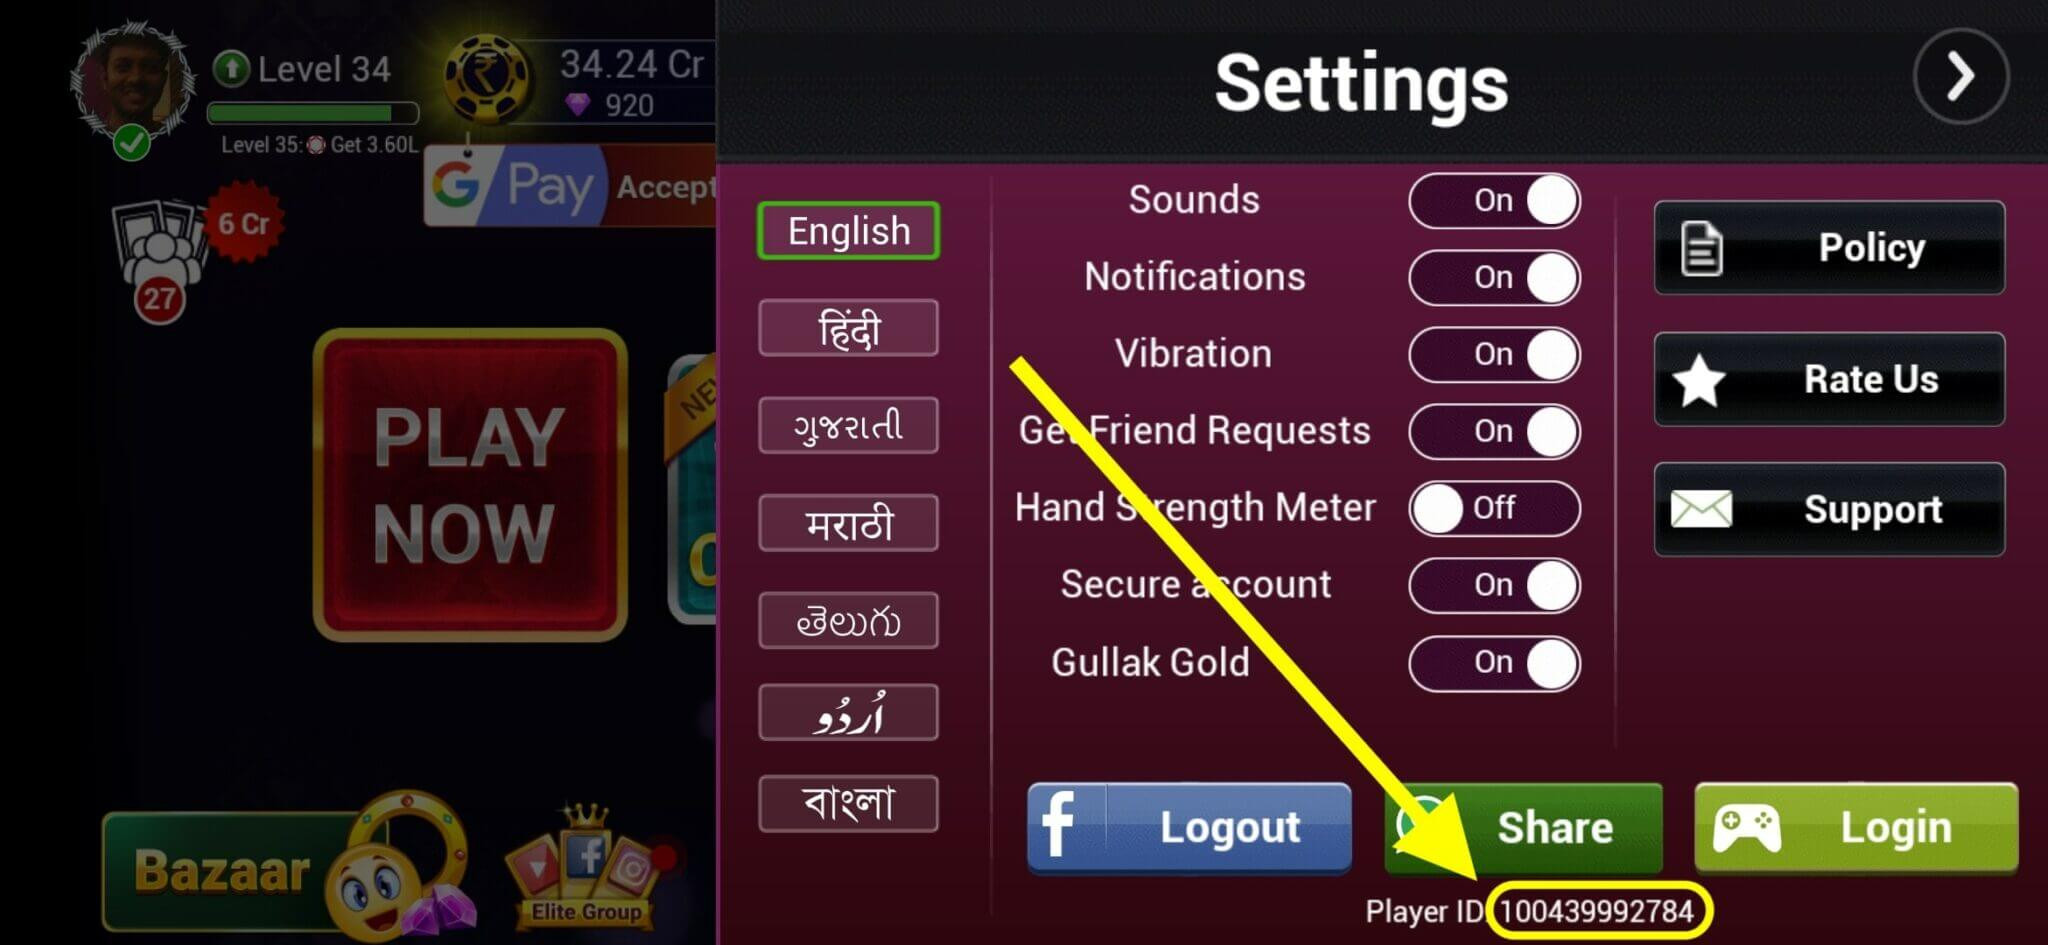 Level 34
34.24 Cr
920
Level 35: Get 3.60L
G Pay Accept
6 Cr
27
PLAY
NOW
NEW
Bazaar
Elite Group
Settings
English
हिंदी
ગુજરાતી
मराठी
తెలుగు
اُردُو
বাংলা
Sounds On
Notifications On
Vibration On
Get Friend Requests On
Hand Strength Meter Off
Secure account On
Gullak Gold On
Policy
Rate Us
Support
f Logout
Share
Login
Player ID: 100439992784